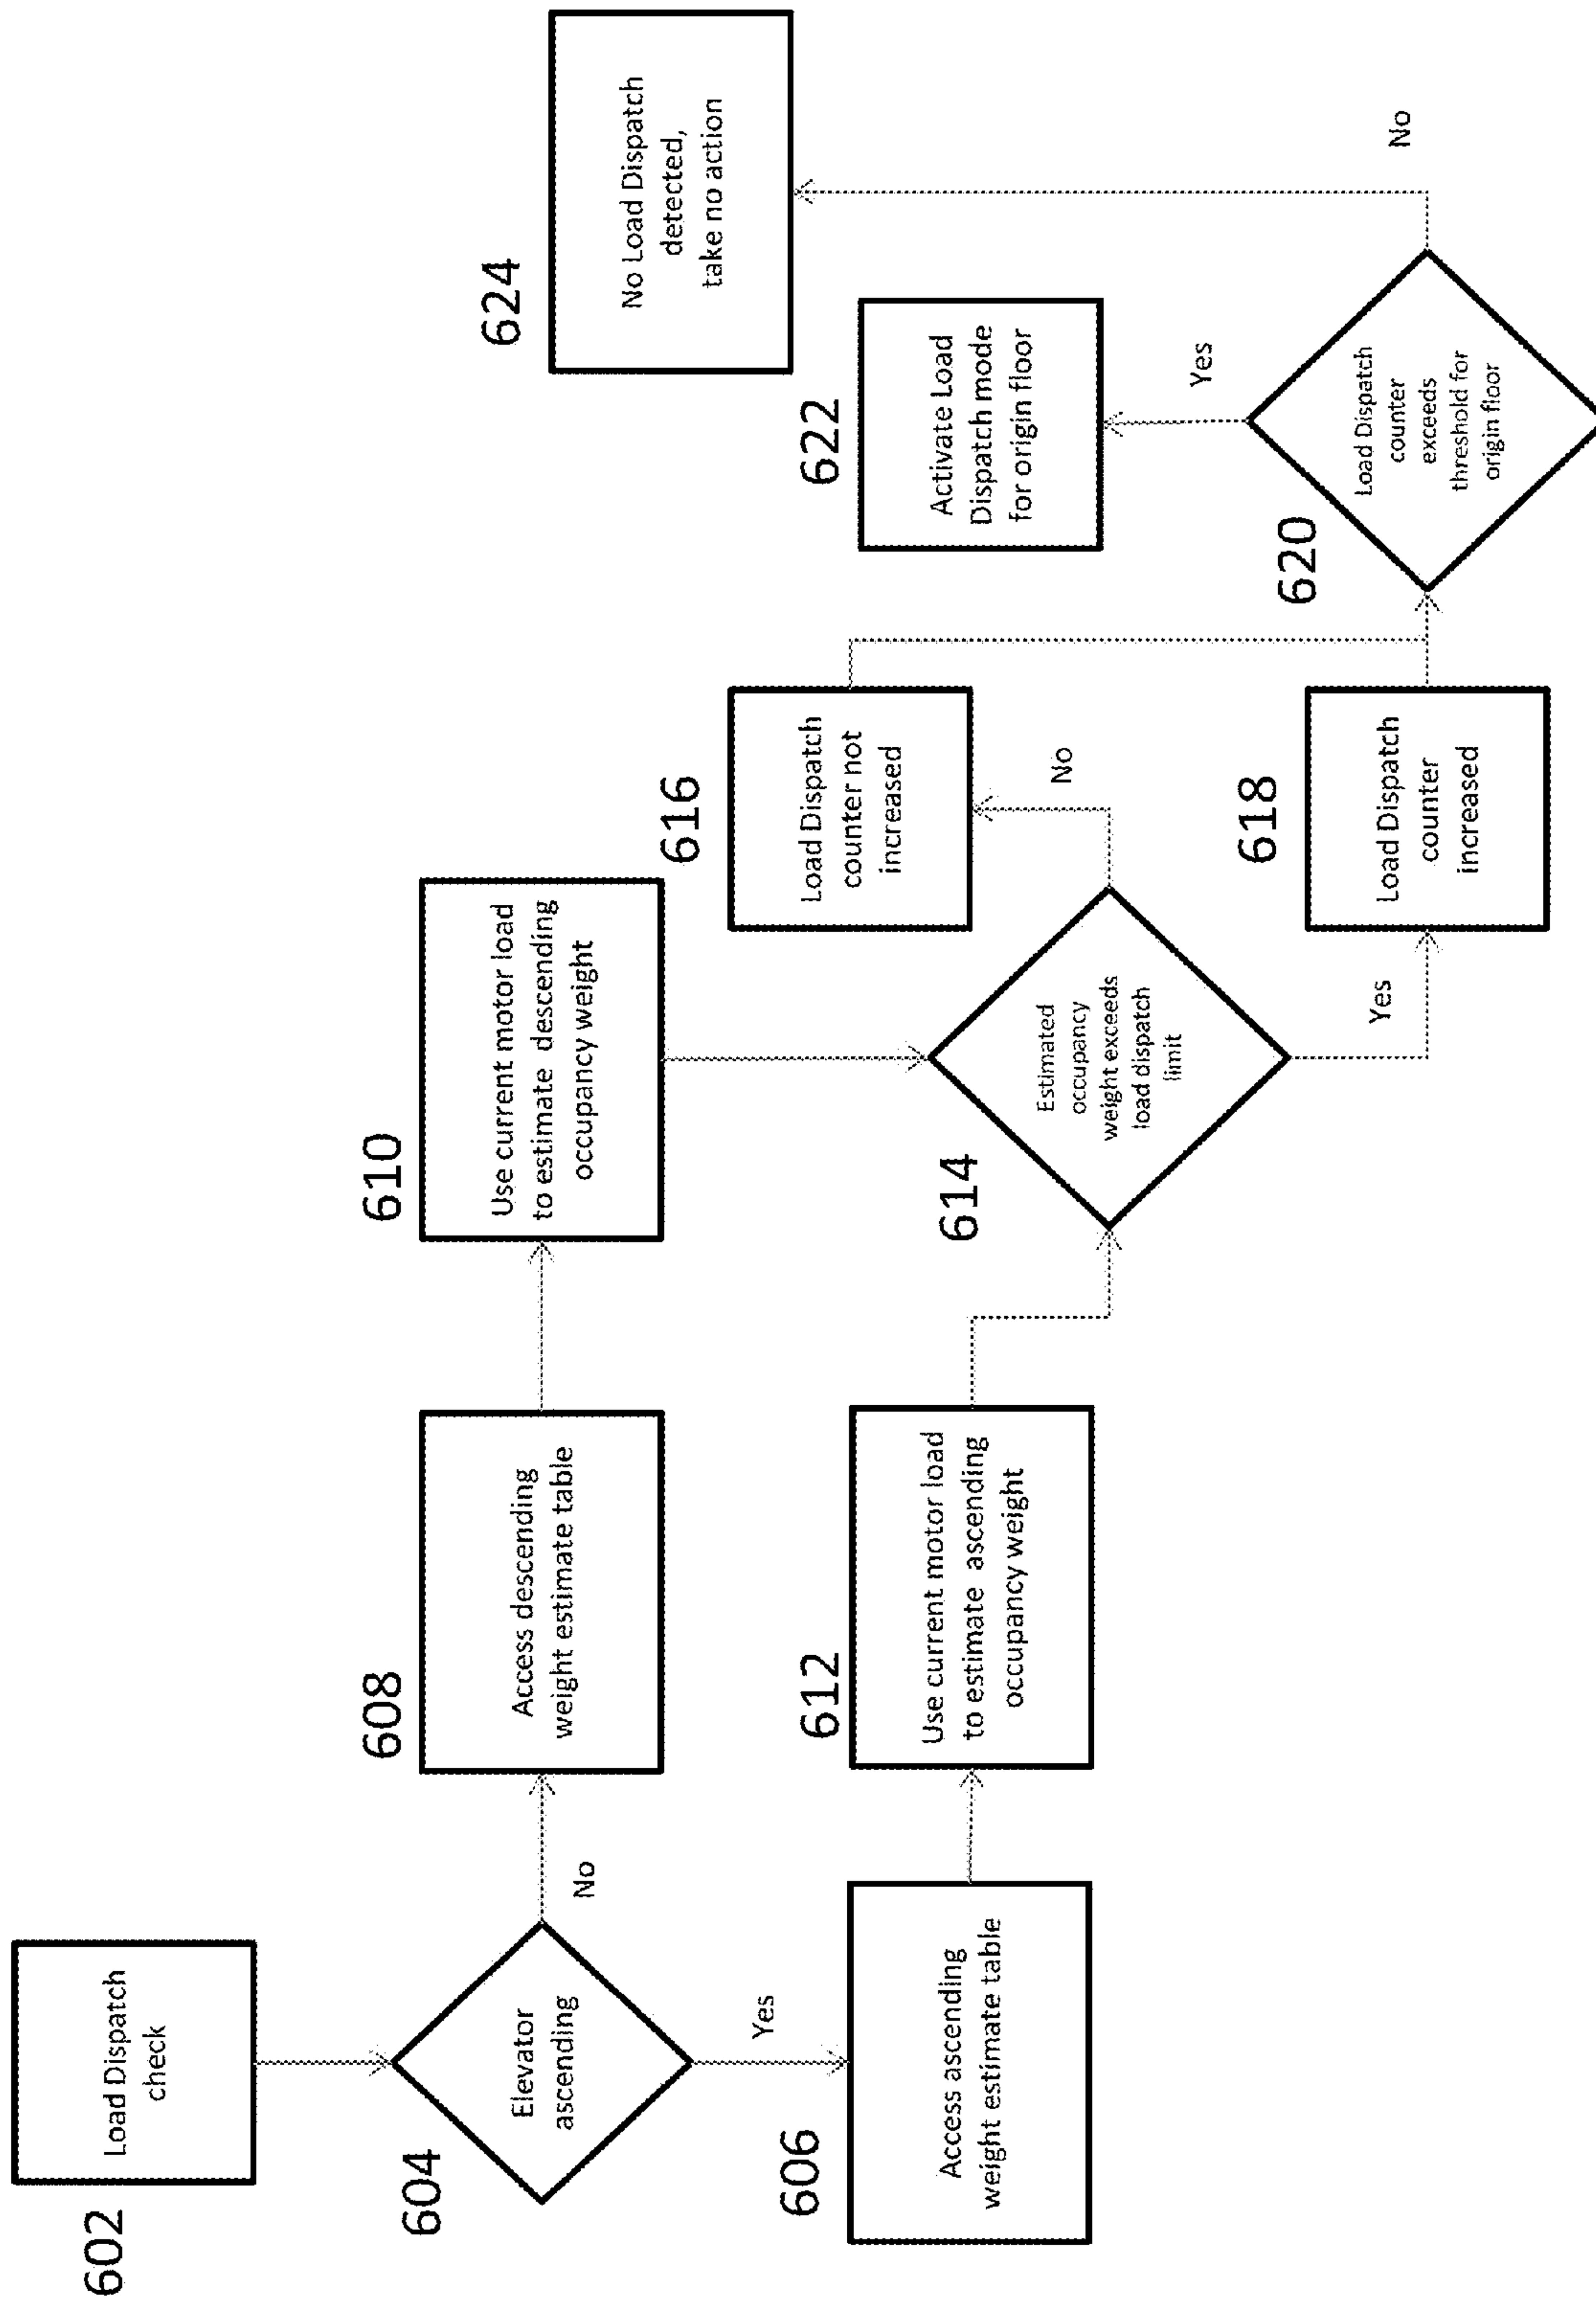 602
Load Dispatch
check
604
Elevator
ascending
No
Yes
606
Access ascending
weight estimate table
608
Access descending
weight estimate table
610
Use current motor load
to estimate descending
occupancy weight
612
Use current motor load
to estimate ascending
occupancy weight
614
Estimated
occupancy
weight exceeds
load dispatch
limit
No
Yes
616
Load Dispatch
counter not
increased
618
Load Dispatch
counter
increased
620
Load Dispatch
counter
exceeds
threshold for
origin floor
Yes
No
622
Activate Load
Dispatch mode
for origin floor
624
No Load Dispatch
detected,
take no action